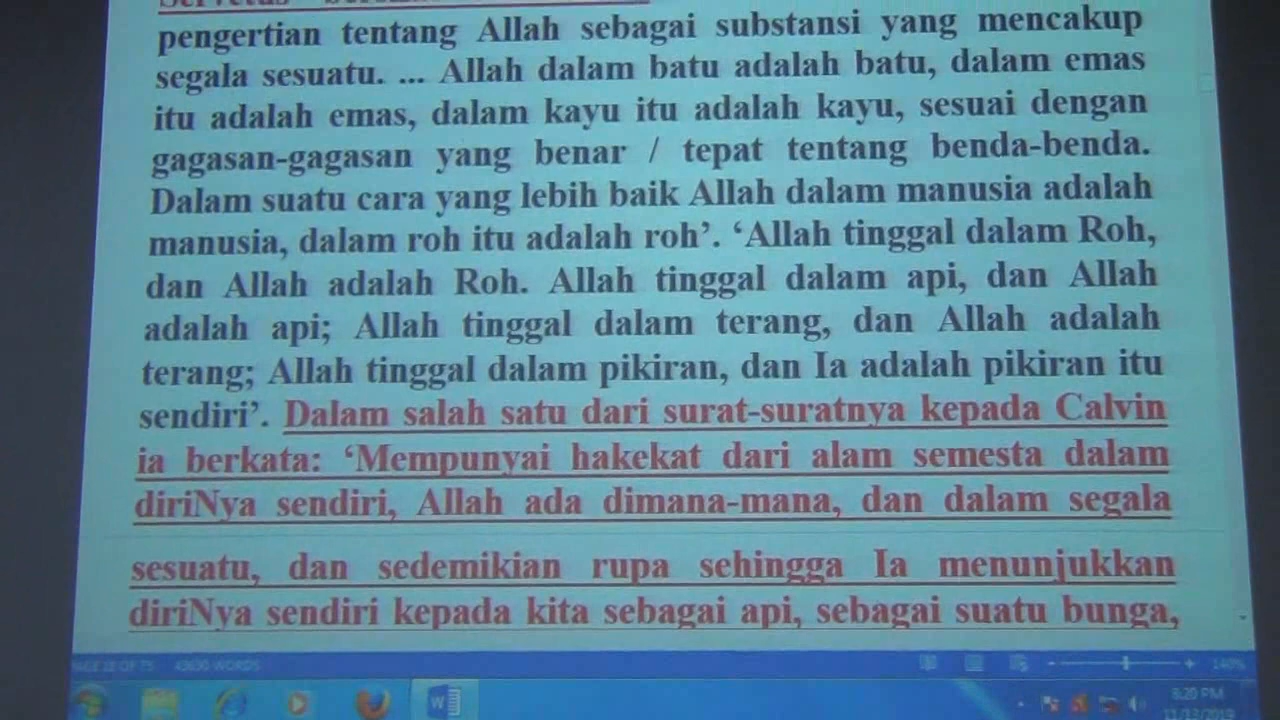 pengertian tentang Allah sebagai substansi yang mencakup
segala sesuatu. ... Allah dalam batu adalah batu, dalam emas
itu adalah emas, dalam kayu itu adalah kayu, sesuai dengan
gagasan-gagasan yang benar / tepat tentang benda-benda.
Dalam suatu cara yang lebih baik Allah dalam manusia adalah
manusia, dalam roh itu adalah roh’. ‘Allah tinggal dalam Roh,
dan Allah adalah Roh. Allah tinggal dalam api, dan Allah
adalah api; Allah tinggal dalam terang, dan Allah adalah
terang; Allah tinggal dalam pikiran, dan Ia adalah pikiran itu
sendiri’. Dalam salah satu dari surat-suratnya kepada Calvin
ia berkata: ‘Mempunyai hakekat dari alam semesta dalam
diriNya sendiri, Allah ada dimana-mana, dan dalam segala
sesuatu, dan sedemikian rupa sehingga Ia menunjukkan
diriNya sendiri kepada kita sebagai api, sebagai suatu bunga,
WORDS 140%
8:20 PM